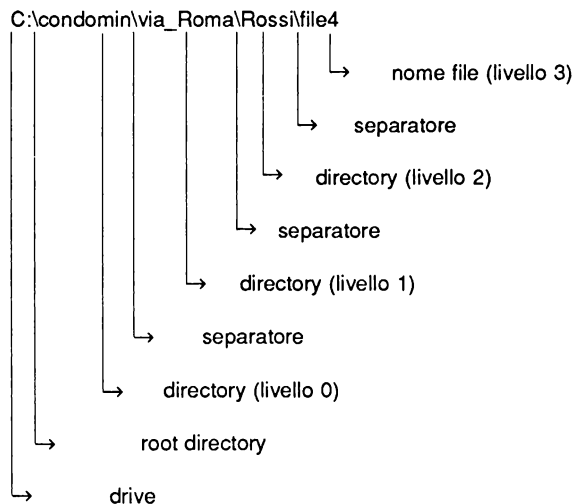 C:\condomin\via_Roma\Rossi\file4
nome file (livello 3)
separatore
directory (livello 2)
separatore
directory (livello 1)
separatore
directory (livello 0)
root directory
drive